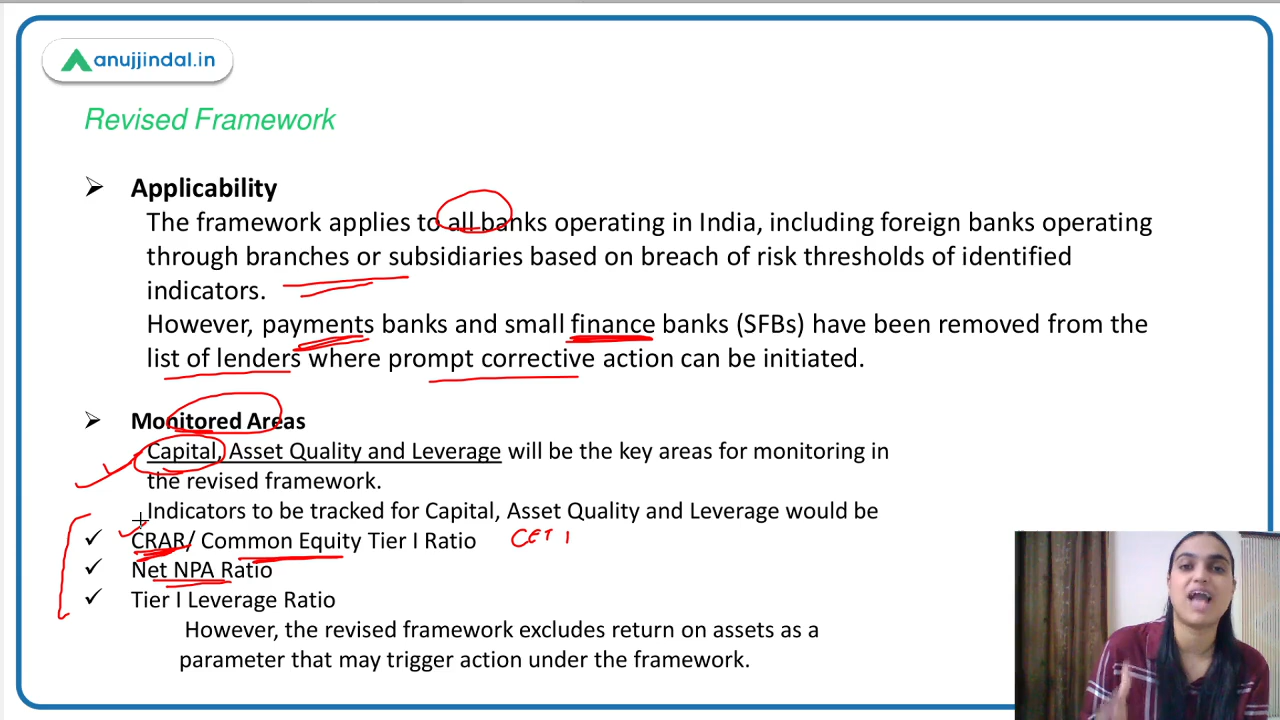 anujjindal.in
Revised Framework
Applicability
The framework applies to all banks operating in India, including foreign banks operating
through branches or subsidiaries based on breach of risk thresholds of identified
indicators.
However, payments banks and small finance banks (SFBs) have been removed from the
list of lenders where prompt corrective action can be initiated.
Monitored Areas
Capital, Asset Quality and Leverage will be the key areas for monitoring in
the revised framework.
Indicators to be tracked for Capital, Asset Quality and Leverage would be
CRAR/ Common Equity Tier I Ratio CET 1
Net NPA Ratio
Tier I Leverage Ratio
However, the revised framework excludes return on assets as a
parameter that may trigger action under the framework.